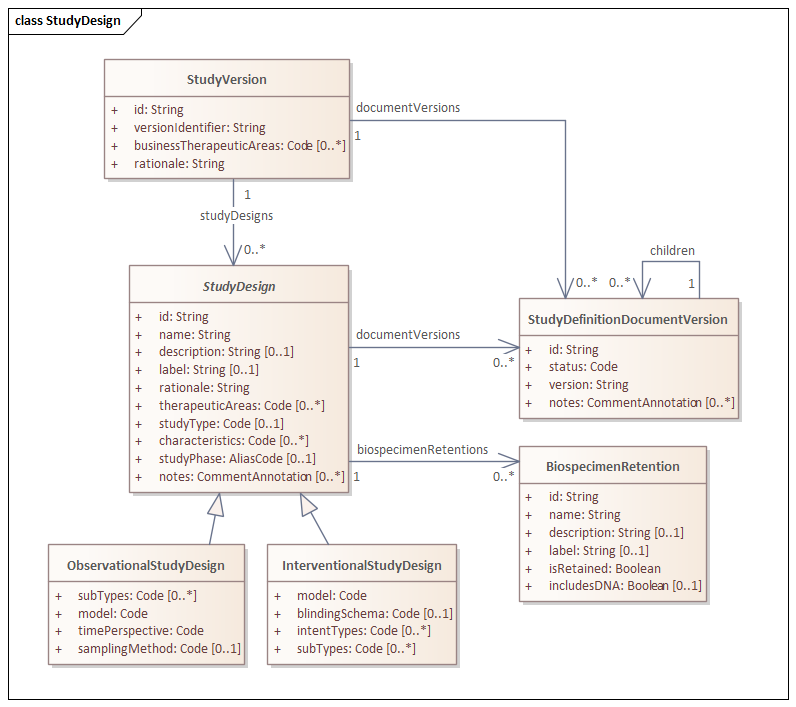 class StudyDesign
StudyVersion
+ id: String
+ versionIdentifier: String
+ businessTherapeuticAreas: Code [0..*]
+ rationale: String
documentVersions
1
1
studyDesigns
0..*
children
0..*
0..*
1
StudyDesign
+ id: String
+ name: String
+ description: String [0..1]
+ label: String [0..1]
+ rationale: String
+ therapeuticAreas: Code [0..*]
+ studyType: Code [0..1]
+ characteristics: Code [0..*]
+ studyPhase: AliasCode [0..1]
+ notes: CommentAnnotation [0..*]
documentVersions
1
0..*
StudyDefinitionDocumentVersion
+ id: String
+ status: Code
+ version: String
+ notes: CommentAnnotation [0..*]
biospecimenRetentions
1
0..*
BiospecimenRetention
+ id: String
+ name: String
+ description: String [0..1]
+ label: String [0..1]
+ isRetained: Boolean
+ includesDNA: Boolean [0..1]
ObservationalStudyDesign
+ subTypes: Code [0..*]
+ model: Code
+ timePerspective: Code
+ samplingMethod: Code [0..1]
InterventionalStudyDesign
+ model: Code
+ blindingSchema: Code [0..1]
+ intentTypes: Code [0..*]
+ subTypes: Code [0..*]